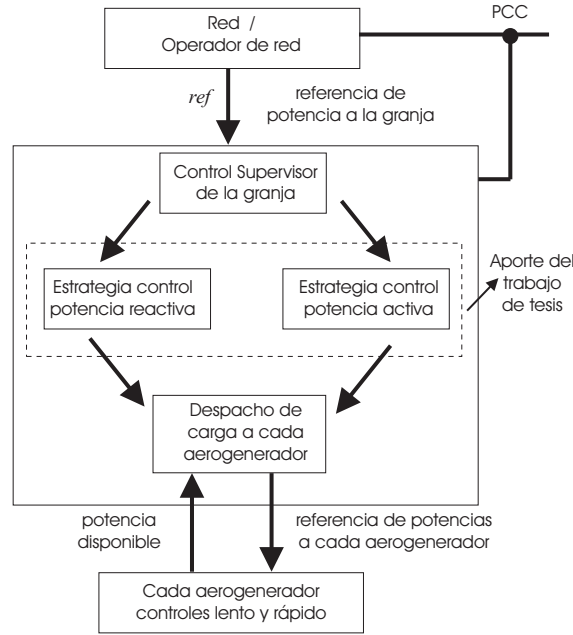 PCC
Red /
Operador de red
ref
referencia de
potencia a la granja
Control Supervisor
de la granja
Estrategia control
potencia reactiva
Estrategia control
potencia activa
Aporte del
trabajo
de tesis
Despacho de
carga a cada
aerogenerador
potencia
disponible
referencia de potencias
a cada aerogenerador
Cada aerogenerador
controles lento y rápido